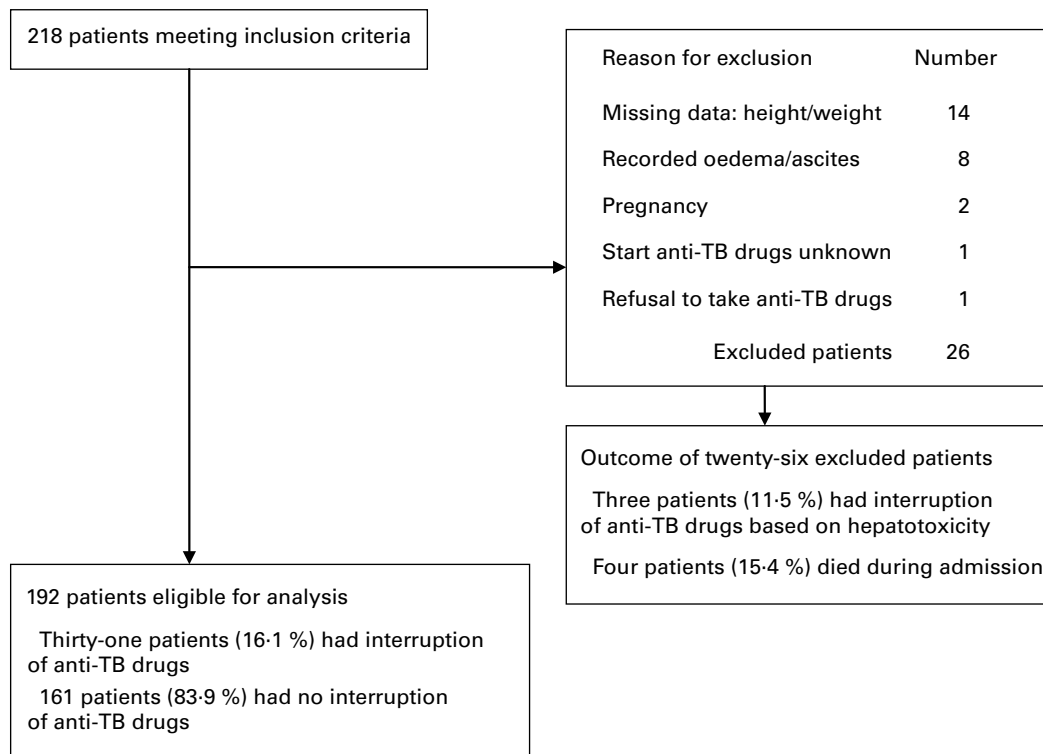 218 patients meeting inclusion criteria
Reason for exclusion Number
Missing data: height/weight 14
Recorded oedema/ascites 8
Pregnancy 2
Start anti-TB drugs unknown 1
Refusal to take anti-TB drugs 1
Excluded patients 26
Outcome of twenty-six excluded patients
Three patients (11·5 %) had interruption
of anti-TB drugs based on hepatotoxicity
Four patients (15·4 %) died during admission
192 patients eligible for analysis
Thirty-one patients (16·1 %) had interruption
of anti-TB drugs
161 patients (83·9 %) had no interruption
of anti-TB drugs